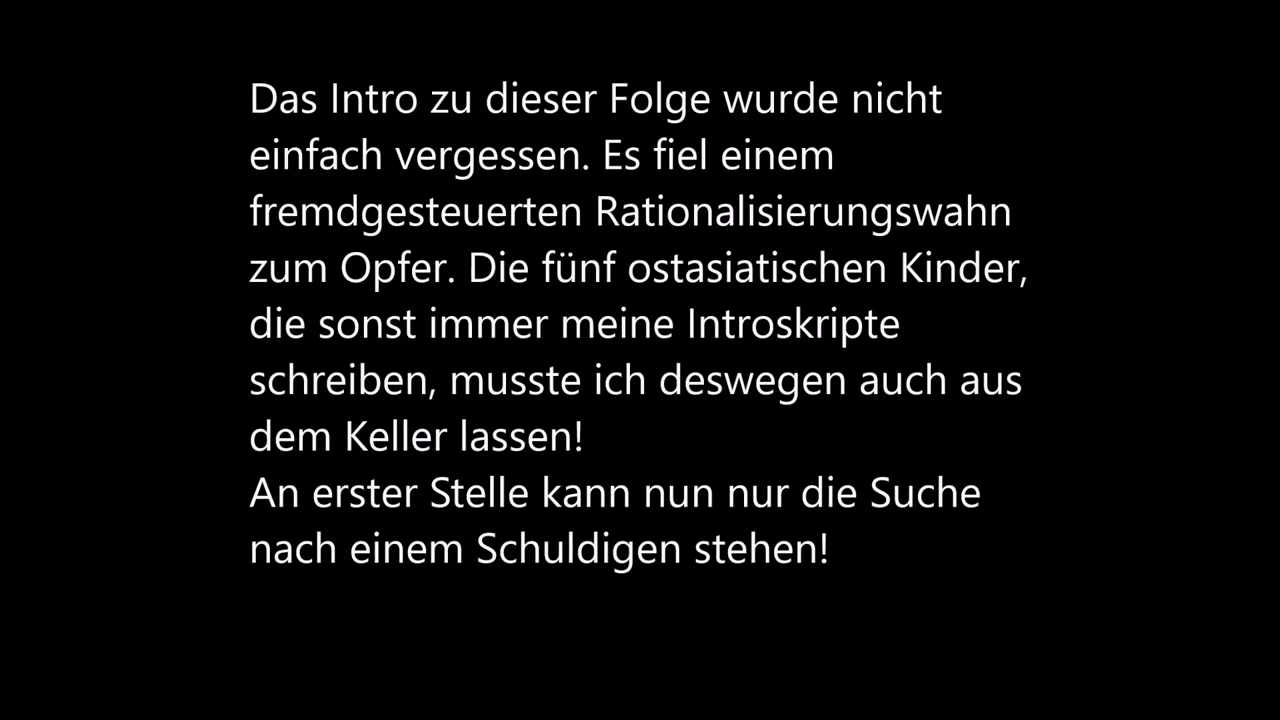 Das Intro zu dieser Folge wurde nicht
einfach vergessen. Es fiel einem
fremdgesteuerten Rationalisierungswahn
zum Opfer. Die fünf ostasiatischen Kinder,
die sonst immer meine Introskripte
schreiben, musste ich deswegen auch aus
dem Keller lassen!
An erster Stelle kann nun nur die Suche
nach einem Schuldigen stehen!